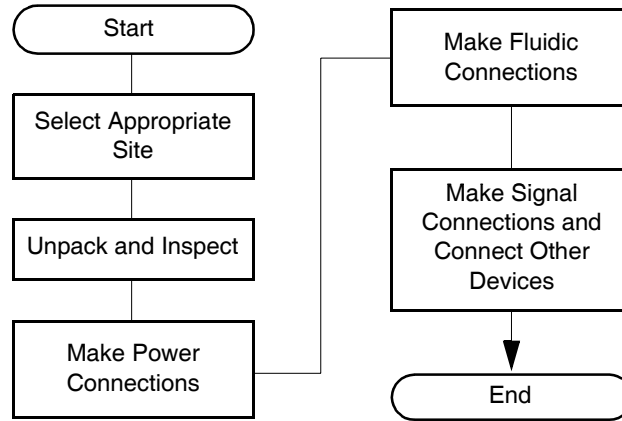 Start
Select Appropriate
Site
Unpack and Inspect
Make Power
Connections
Make Fluidic
Connections
Make Signal
Connections and
Connect Other
Devices
End